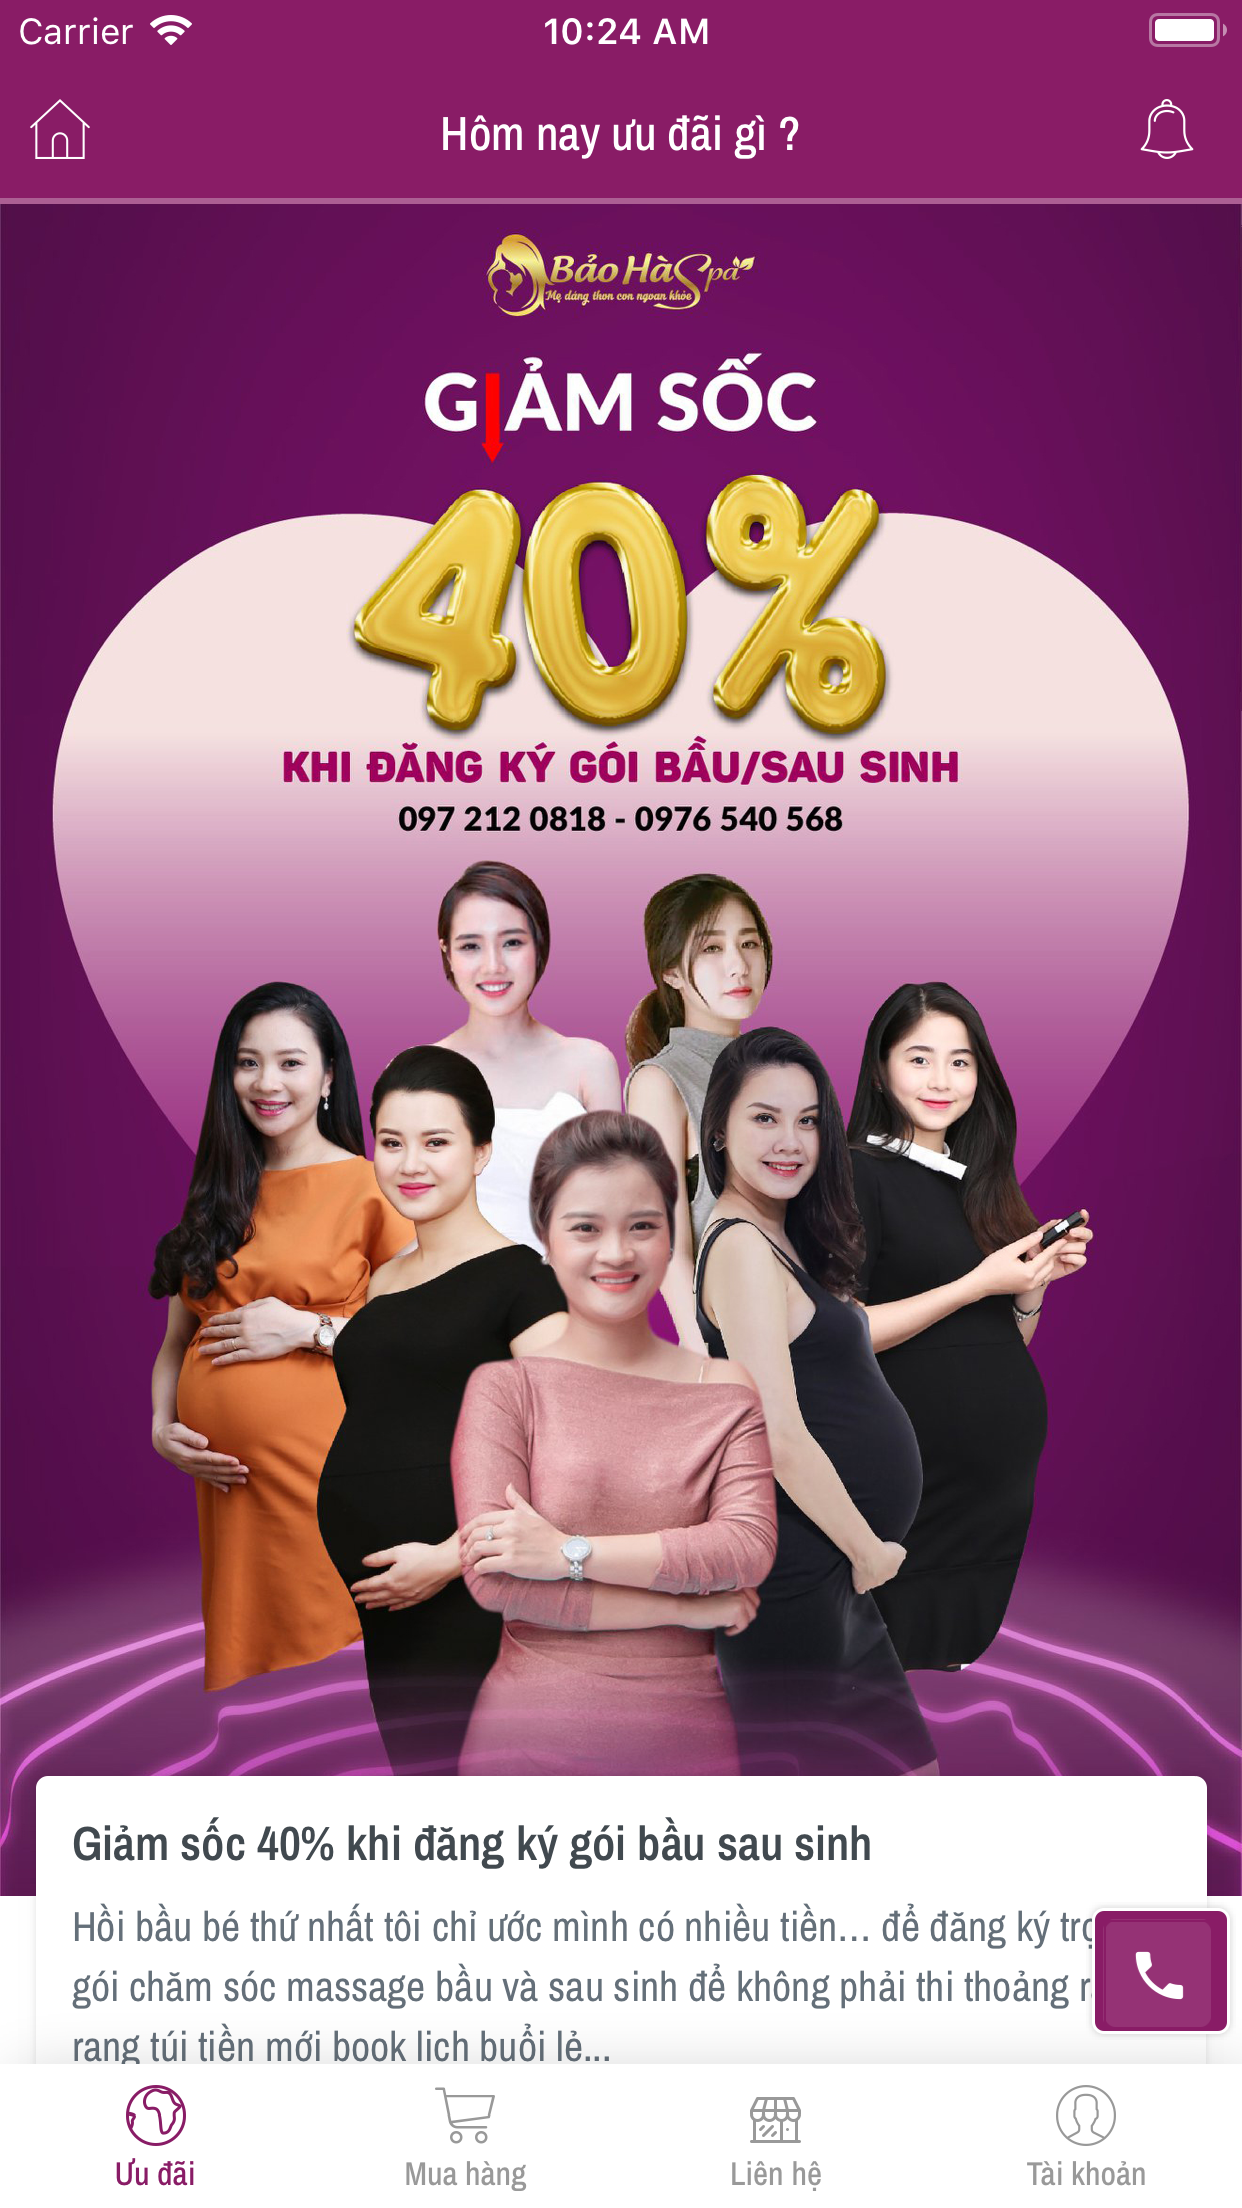 Carrier
10:24 AM
Hôm nay ưu đãi gì ?
Bảo Hà Spa
Mẹ dáng thon con ngoan khỏe
GIẢM SỐC
40%
KHI ĐĂNG KÝ GÓI BẦU/SAU SINH
097 212 0818 - 0976 540 568
Giảm sốc 40% khi đăng ký gói bầu sau sinh
Hồi bầu bé thứ nhất tôi chỉ ước mình có nhiều tiền... để đăng ký
gói chăm sóc massage bầu và sau sinh để không phải thi thoảng
rang túi tiền mới book lich buổi lẻ...
Ưu đãi
Mua hàng
Liên hệ
Tài khoản